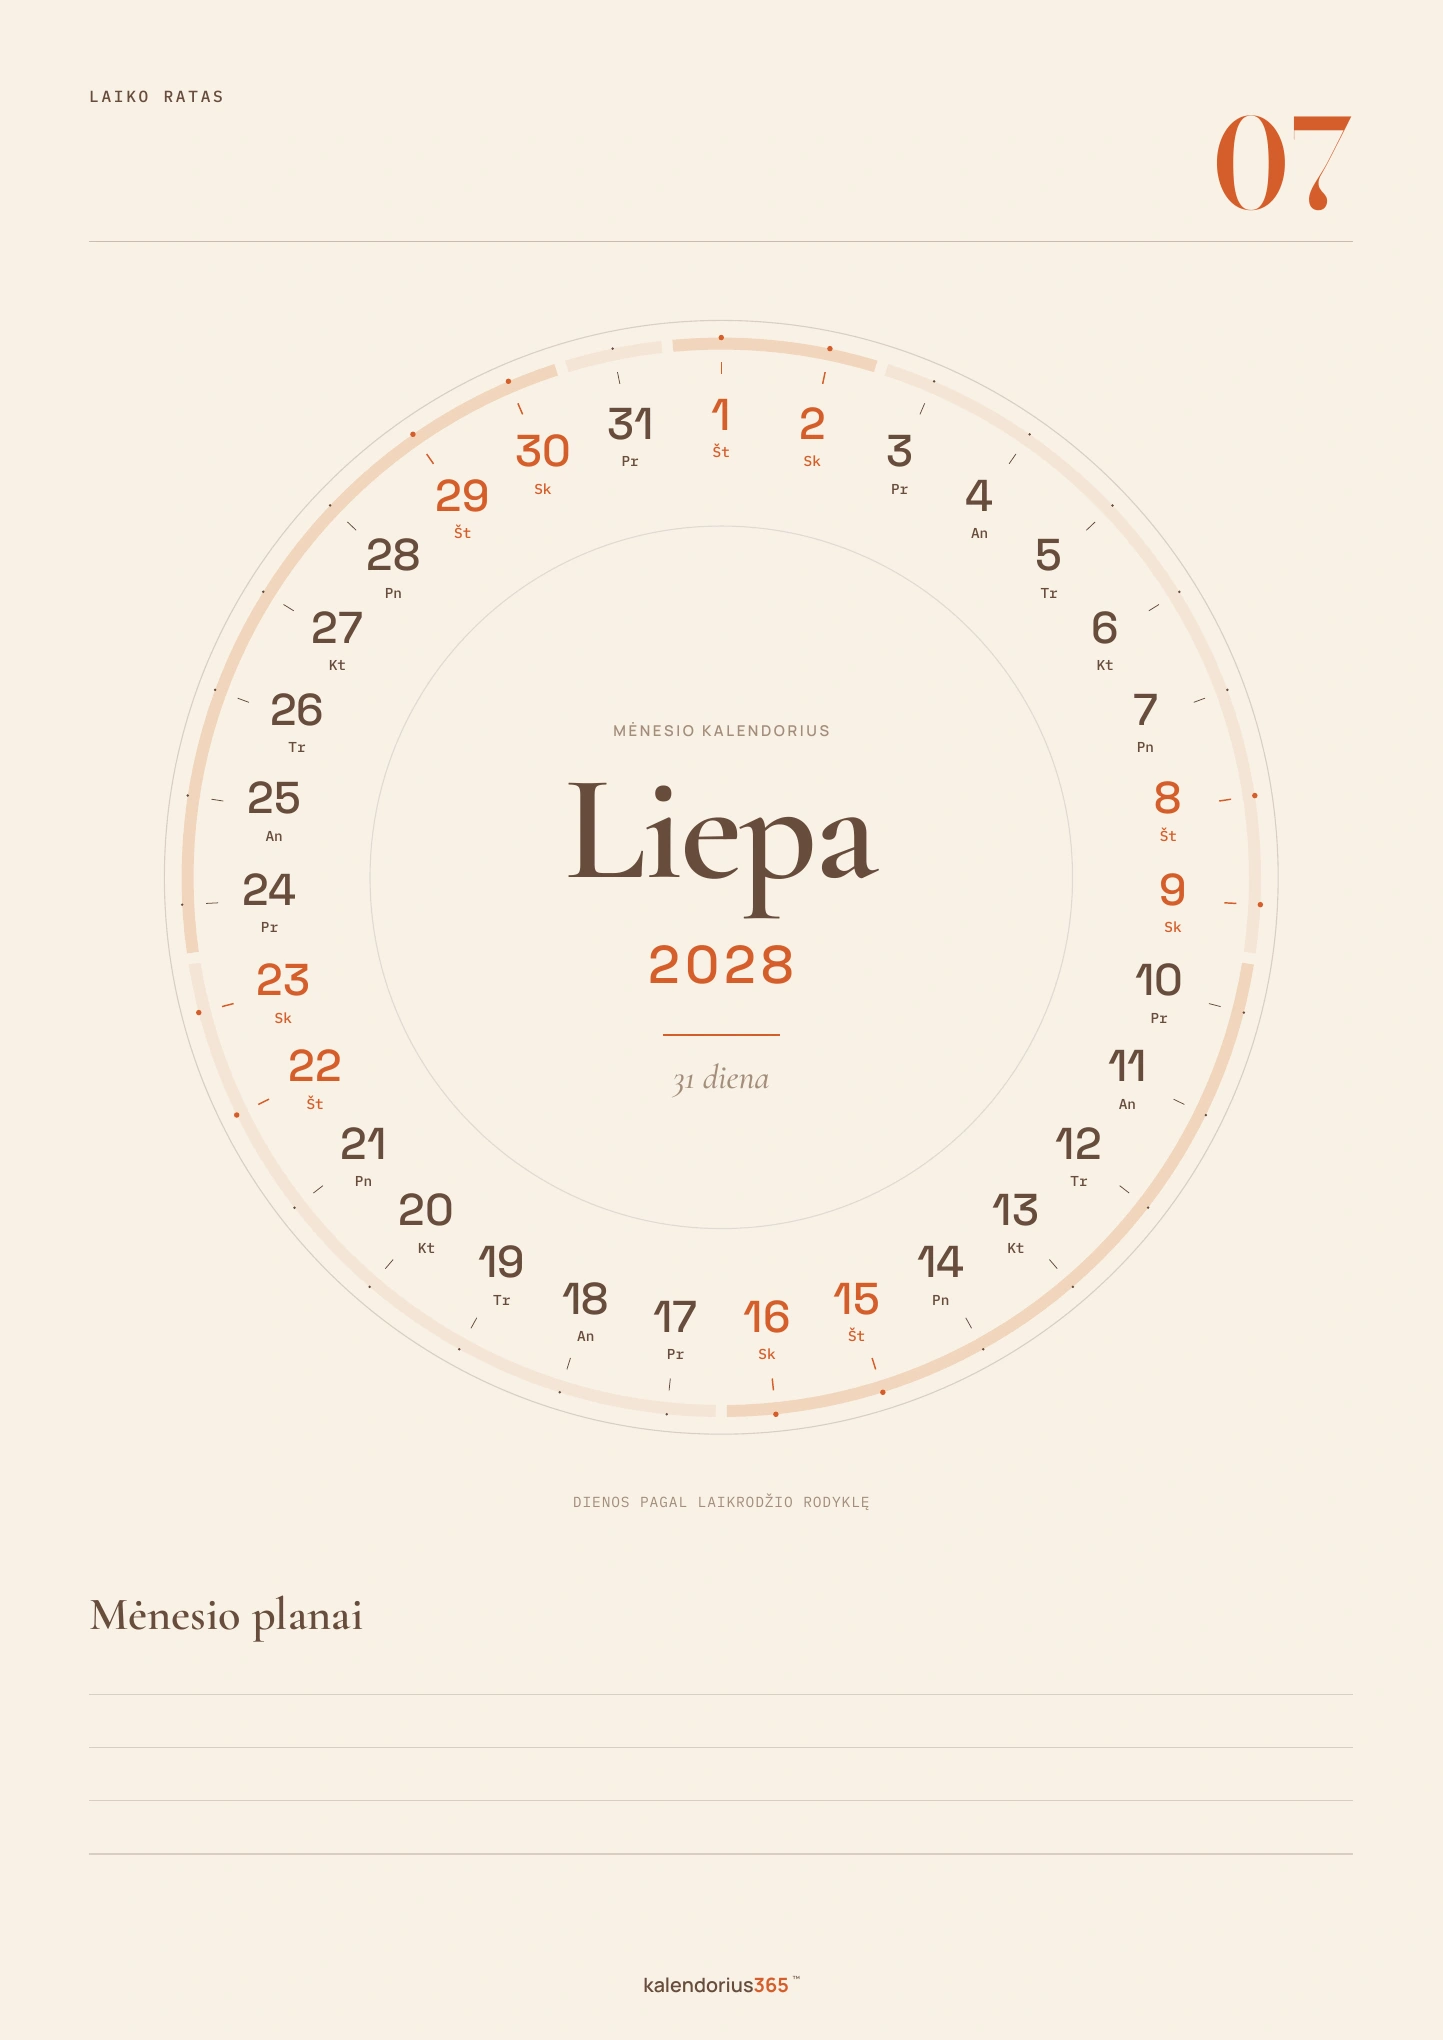 LAIKO RATAS
07
1
Št
2
Sk
3
Pr
4
An
5
Tr
6
Kt
7
Pn
8
Št
9
Sk
10
Pr
11
An
12
Tr
13
Kt
14
Pn
15
Št
16
Sk
17
Pr
18
An
19
Tr
20
Kt
21
Pn
22
Št
23
Sk
24
Pr
25
An
26
Tr
27
Kt
28
Pn
29
Št
30
Sk
31
Pr
MĖNESIO KALENDORIUS
Liepa
2028
31 diena
DIENOS PAGAL LAIKRODŽIO RODYKLĘ
Mėnesio planai
kalendorius365™